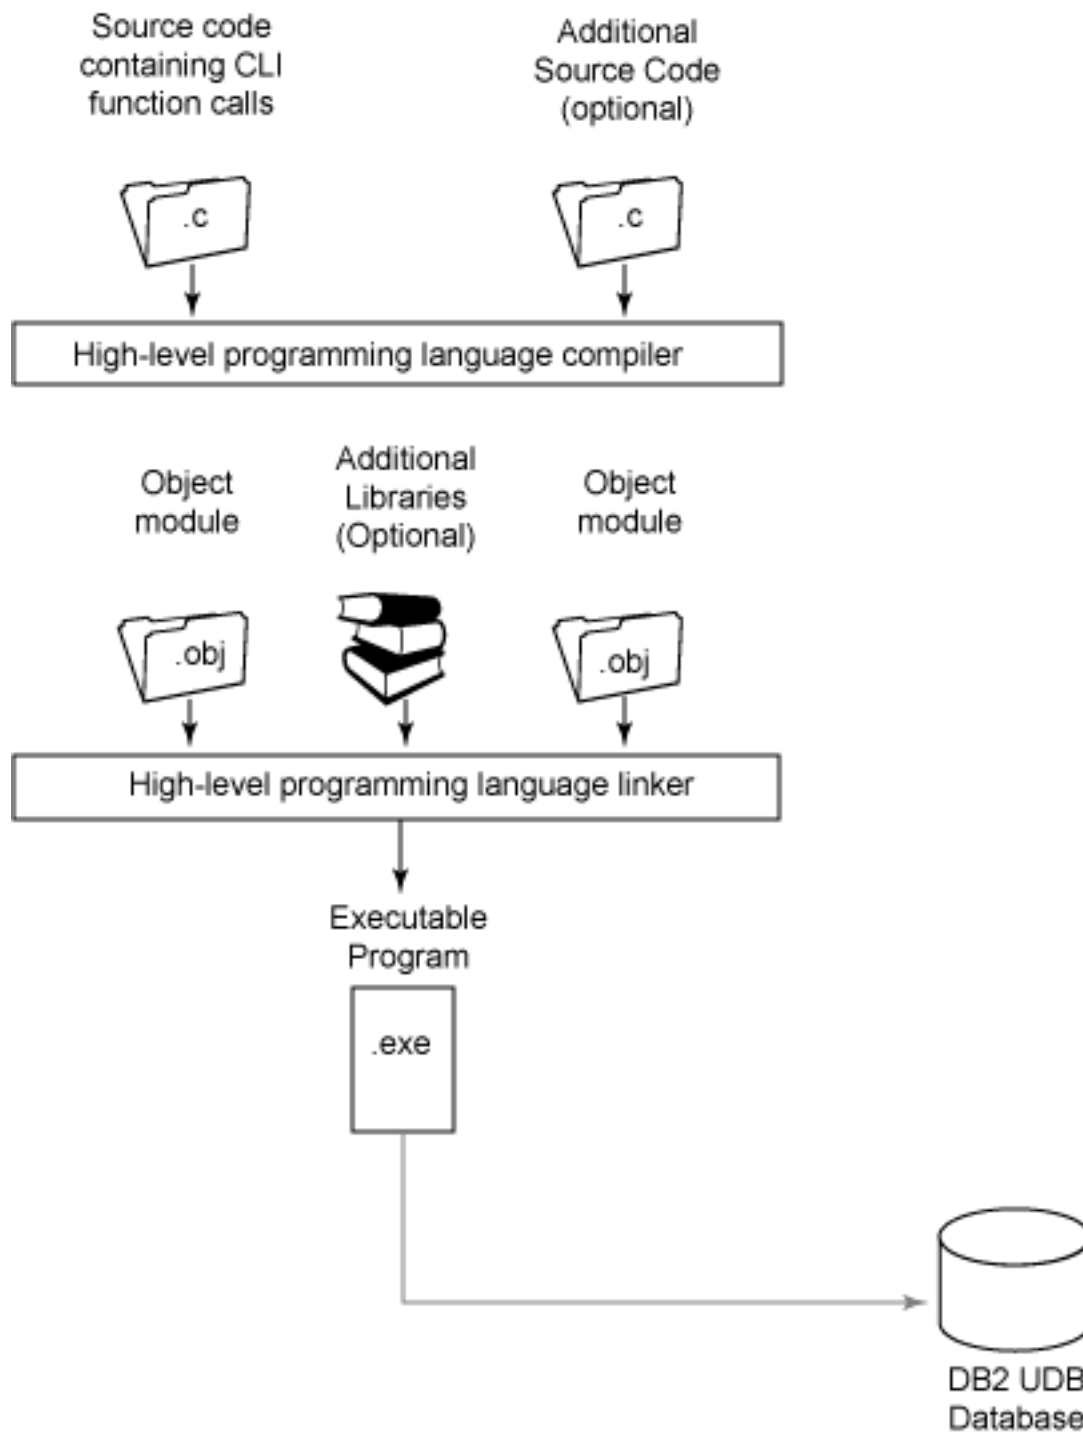 Source code
containing CLI
function calls
Additional
Source Code
(optional)
.c
.c
High-level programming language compiler
Object
module
Additional
Libraries
(Optional)
Object
module
.obj
.obj
High-level programming language linker
Executable
Program
.exe
DB2 UDB
Database